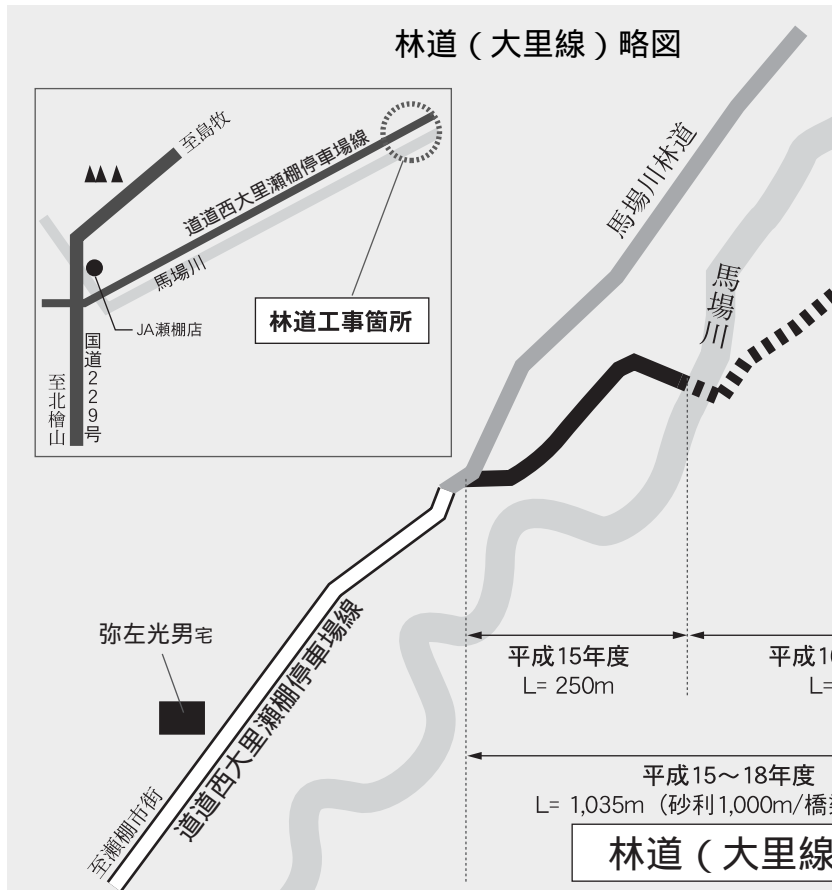 林道（大里線）略図
至島牧
道道西大里瀬棚停車場線
馬場川
林道工事箇所
JA瀬棚店
国道229号
至北檜山
馬場川林道
馬場川
弥左光男宅
道道西大里瀬棚停車場線
至瀬棚市街
平成15年度
L= 250m
平成1
L=
平成15〜18年度
L= 1,035m（砂利1,000m/橋
林道（大里線